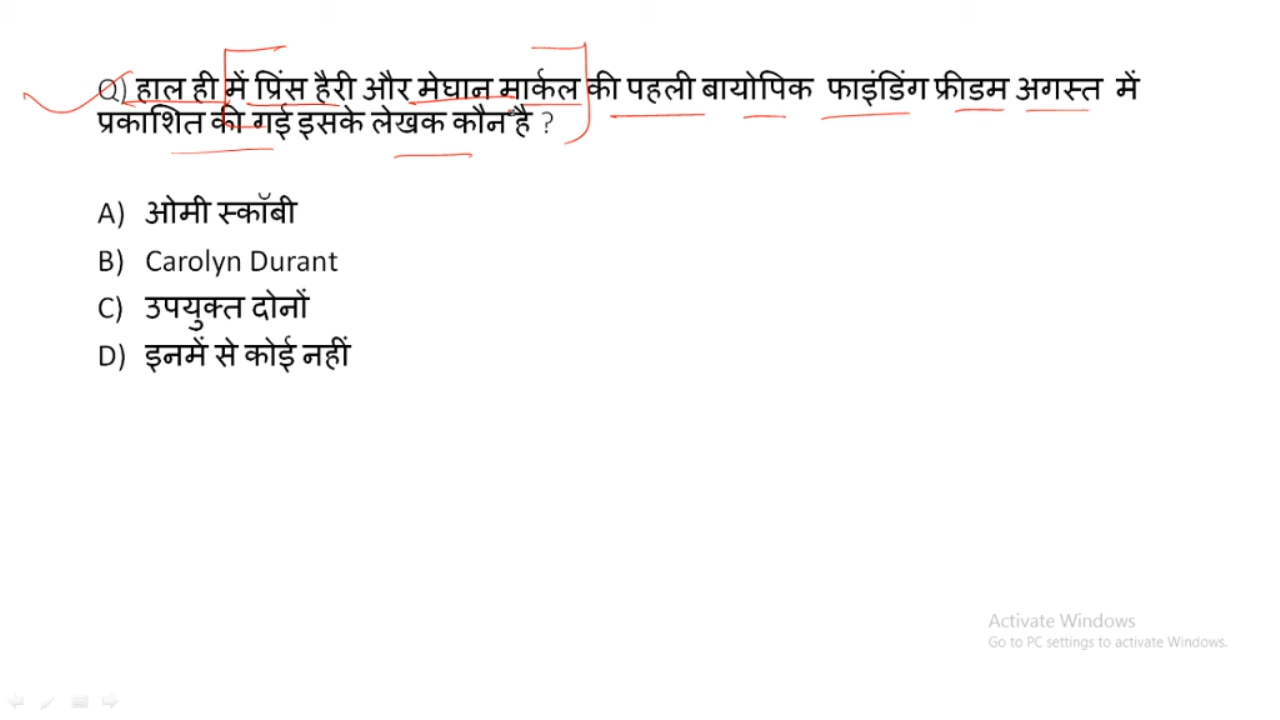 Q) हाल ही में प्रिंस हैरी और मेघान मार्कल की पहली बायोपिक फाइंडिंग फ्रीडम अगस्त में
प्रकाशित की गई इसके लेखक कौन है ?
A) ओमी स्कॉबी
B) Carolyn Durant
C) उपयुक्त दोनों
D) इनमें से कोई नहीं
Activate Windows
Go to PC settings to activate Windows.